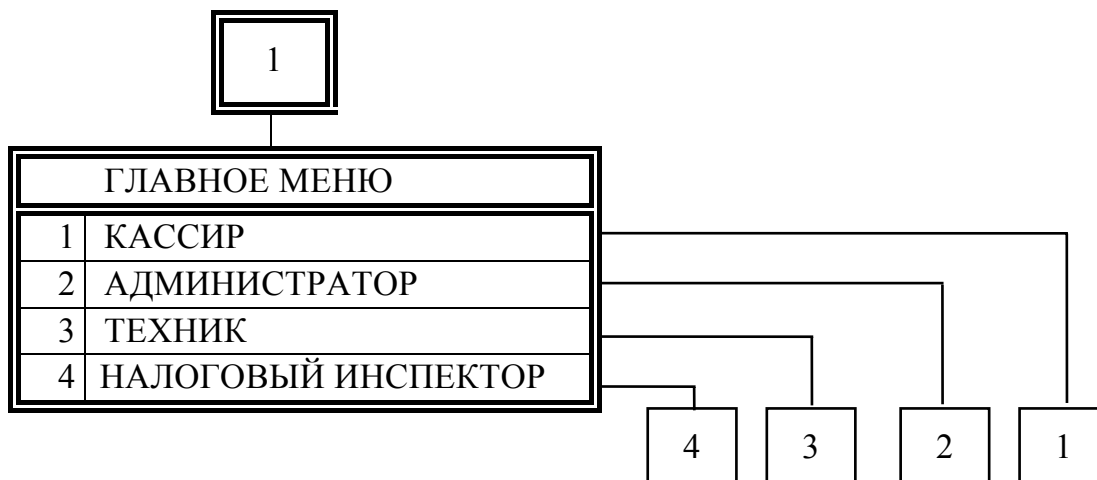 1
ГЛАВНОЕ МЕНЮ
1 КАССИР
2 АДМИНИСТРАТОР
3 ТЕХНИК
4 НАЛОГОВЫЙ ИНСПЕКТОР
4 3 2 1